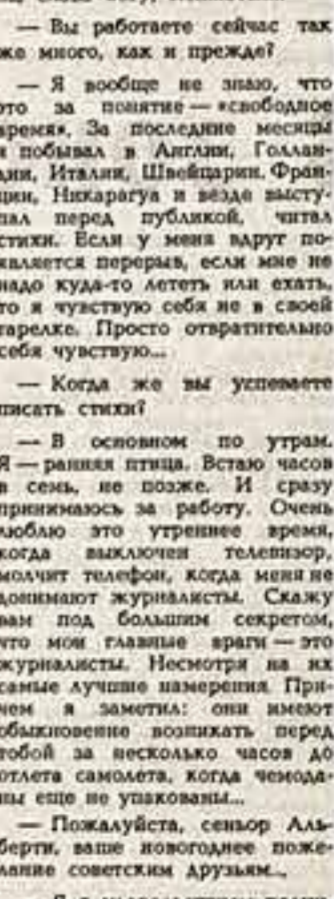 — Вы работаете сейчас так
же много, как и прежде?
— Я вообще не знаю, что
это за понятие — «свободное
время». За последние месяцы
я побывал в Англии, Голлан-
дии, Италии, Швейцарии, Фран-
ции, Никарагуа и везде высту-
пал перед публикой, читал
стихи. Если у меня вдруг по-
является перерыв, если мне не
надо куда-то лететь или ехать,
то я чувствую себя не в своей
тарелке. Просто отвратительно
себя чувствую...
— Когда же вы успеваете
писать стихи?
— В основном по утрам.
Я — ранняя птица. Встаю часов
в семь, не позже. И сразу
принимаюсь за работу. Очень
люблю это утреннее время,
когда выключен телевизор,
молчит телефон, когда меня не
донимают журналисты. Скажу
вам под большим секретом,
что мои главные враги — это
журналисты. Несмотря на их
самые лучшие намерения. При-
чем я заметил: они имеют
обыкновение возникать перед
тобой за несколько часов до
отлета самолета, когда чемода-
ны еще не упакованы...
— Пожалуйста, сеньор Аль-
берти, ваше новогоднее поже-
лание советским друзьям...